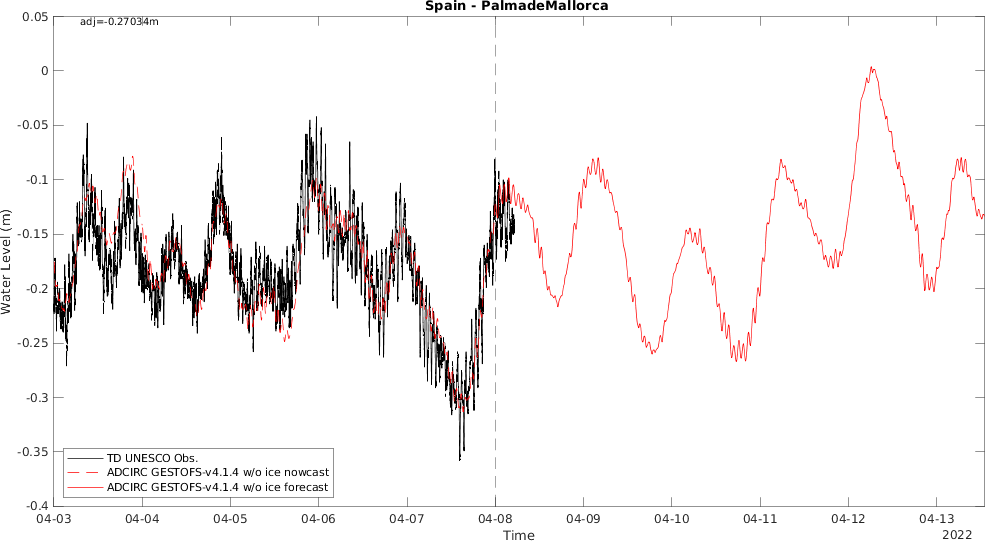 Spain - PalmadeMallorca
adj=-0.27034m
0.05
0
-0.05
-0.1
-0.15
-0.2
-0.25
-0.3
-0.35
-0.4
Water Level (m)
TD UNESCO Obs.
ADCIRC GESTOFS-v4.1.4 w/o ice nowcast
ADCIRC GESTOFS-v4.1.4 w/o ice forecast
04-03 04-04 04-05 04-06 04-07 04-08 04-09 04-10 04-11 04-12 04-13
Time
2022